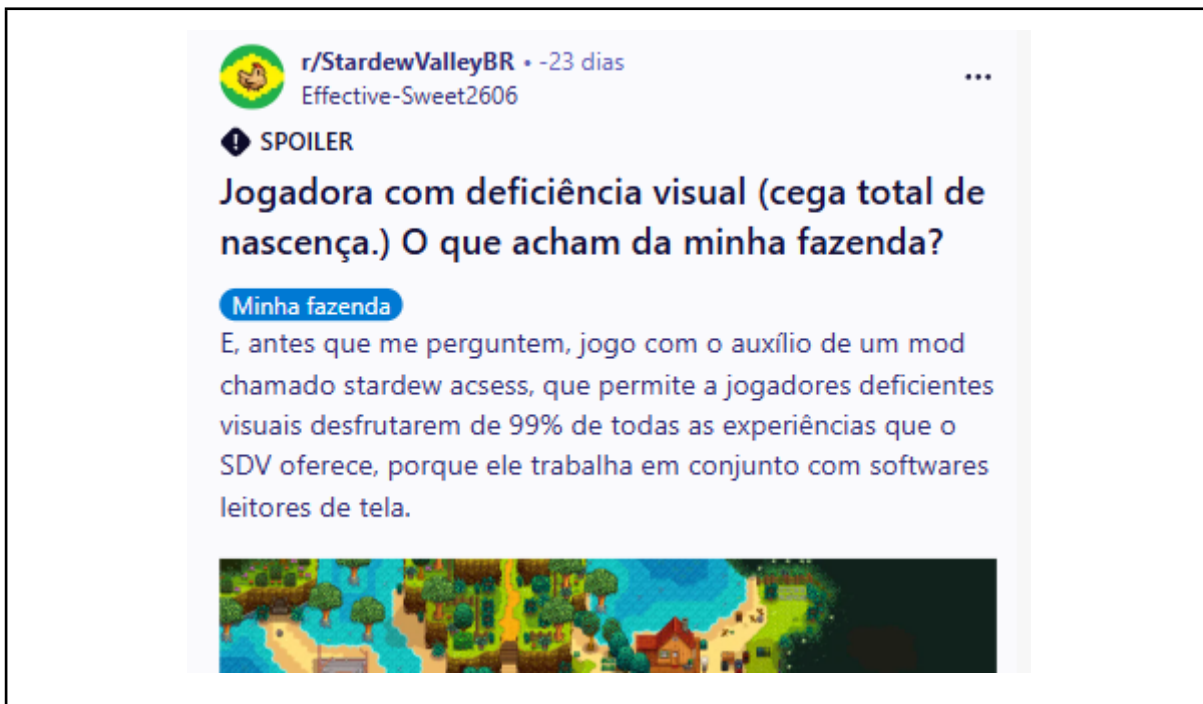 r/StardewValleyBR • -23 dias
Effective-Sweet2606
SPOILER
Jogadora com deficiência visual (cega total de
nascença.) O que acham da minha fazenda?
Minha fazenda
E, antes que me perguntem, jogo com o auxílio de um mod
chamado stardew acsess, que permite a jogadores deficientes
visuais desfrutarem de 99% de todas as experiências que o
SDV oferece, porque ele trabalha em conjunto com softwares
leitores de tela.